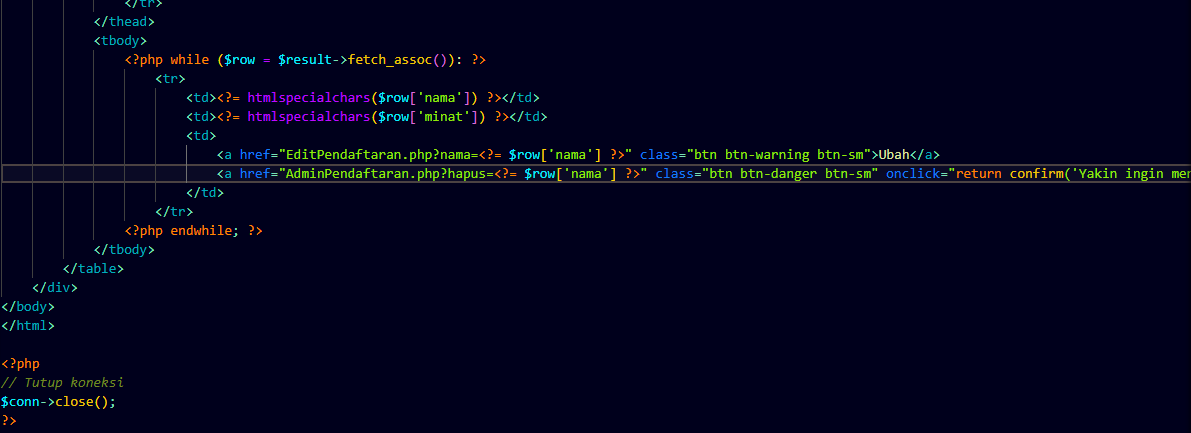 </tr>
</thead>
<tbody>
<?php while ($row = $result->fetch_assoc()): ?>
<tr>
<td><?= htmlspecialchars($row['nama']) ?></td>
<td><?= htmlspecialchars($row['minat']) ?></td>
<td>
<a href="EditPendaftaran.php?nama=<?= $row['nama'] ?>" class="btn btn-warning btn-sm">Ubah</a>
<a href="AdminPendaftaran.php?hapus=<?= $row['nama'] ?>" class="btn btn-danger btn-sm" onclick="return confirm('Yakin ingin
</td>
</tr>
<?php endwhile; ?>
</tbody>
</table>
</div>
</body>
</html>
<?php
// Tutup koneksi
$conn->close();
?>